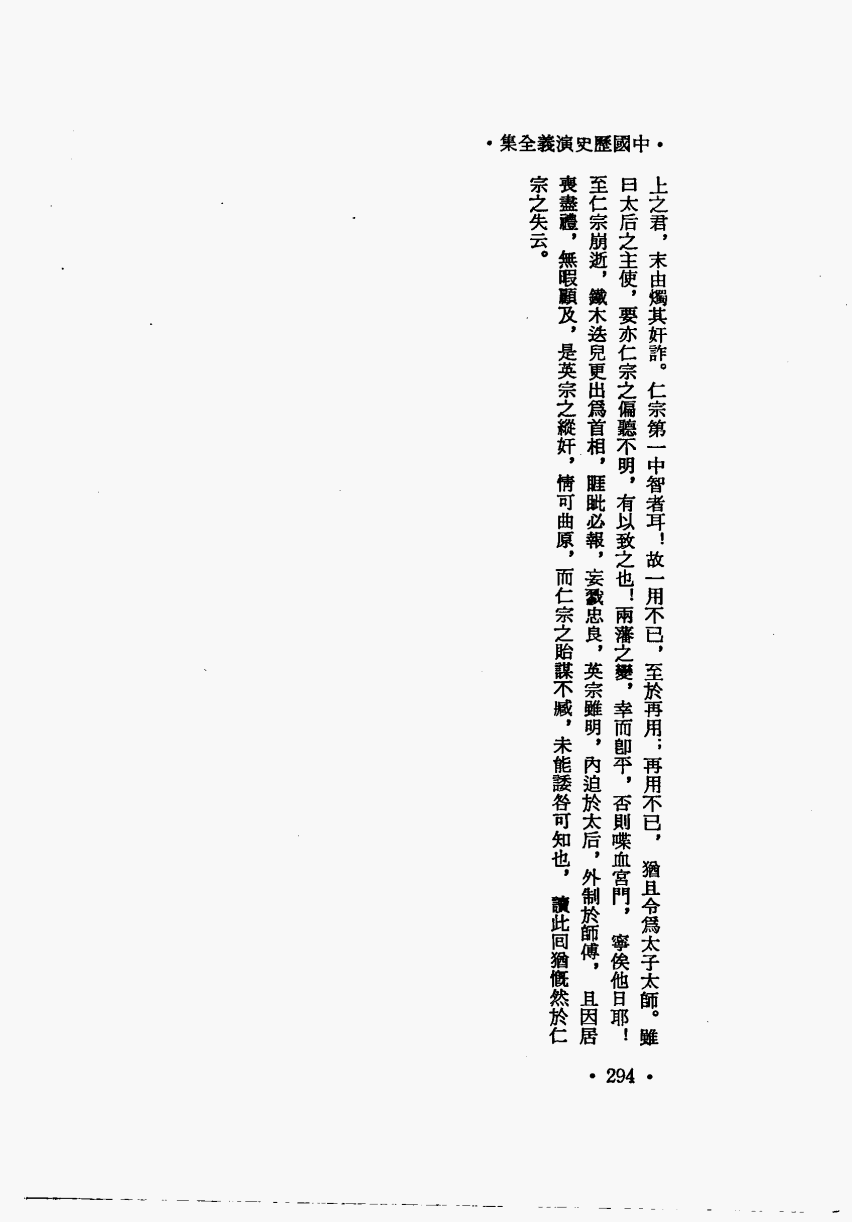 •中國歷史演義全集•
上之君，末由燭其奸詐。仁宗第一中智者耳！故一用不已，至於再用；再用不已，猶且令爲太子太師。雖
曰太后之主使，要亦仁宗之偏聽不明，有以致之也！兩藩之變，幸而卽平，否則喋血宮門，寧俟他日耶！
至仁宗崩逝，鐵木迭兒更出爲首相，睚眦必報，妄戮忠良，英宗雖明，內迫於太后，外制於師傅，且因居
喪盡禮，無暇顧及，是英宗之縱奸，情可曲原，而仁宗之貽謀不臧，未能諉咎可知也，讀此回猶慨然於仁
宗之失云。
•294•